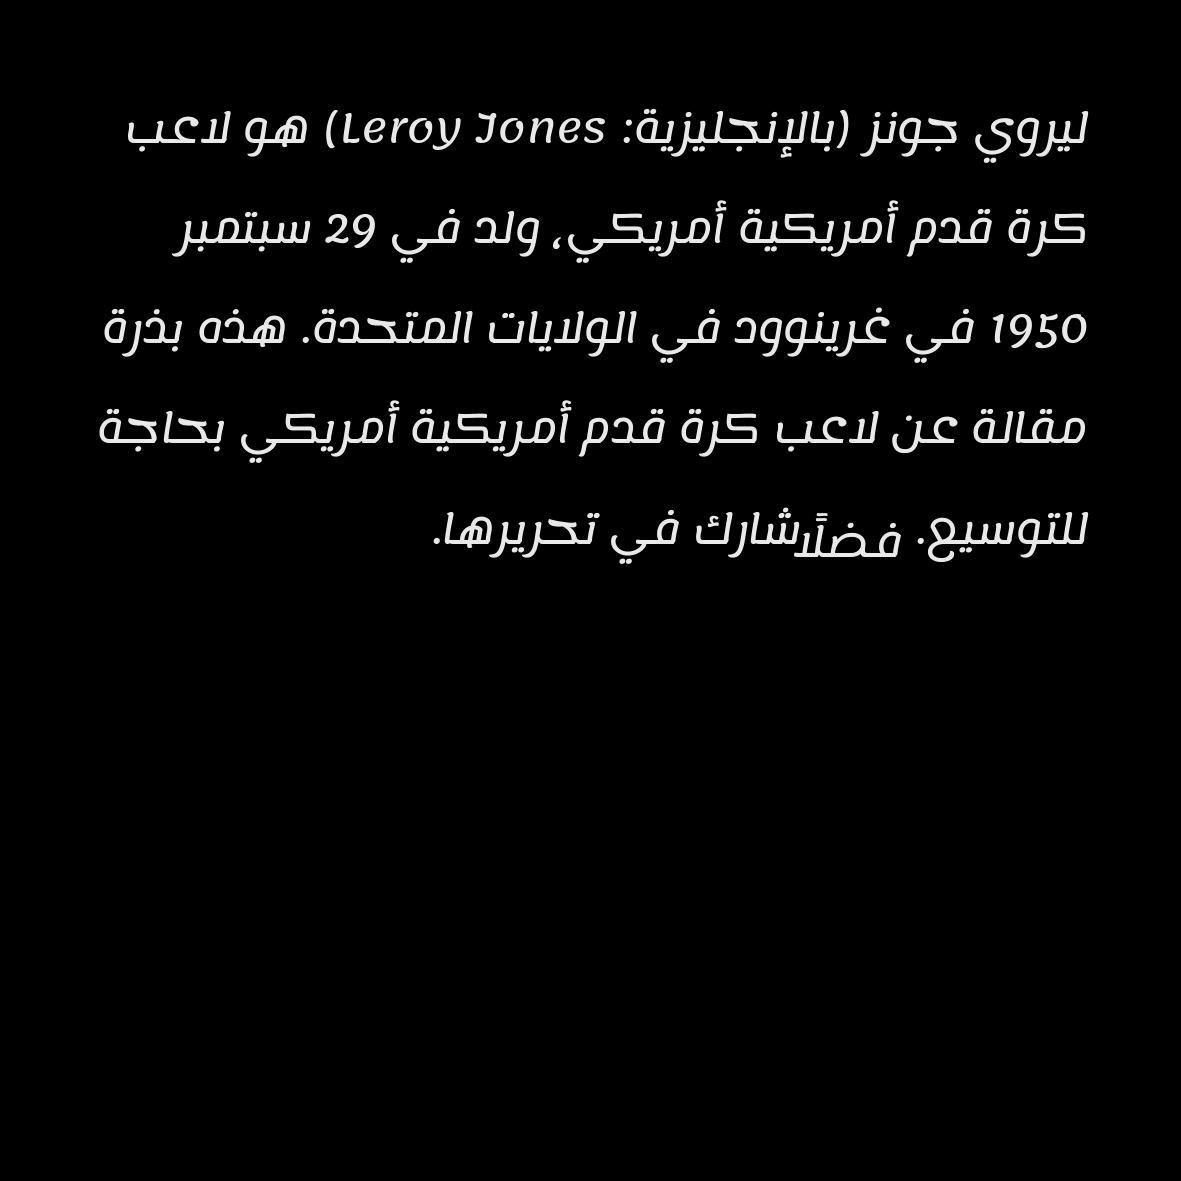 ليروي جونز (بالإنجليزية: Leroy Jones) هو لاعب
كرة قدم أمريكية أمريكي، ولد في 29 سبتمبر
1950 في غرينوود في الولايات المتحدة. هذه بذرة
مقالة عن لاعب كرة قدم أمريكية أمريكي بحاجة
للتوسيع. فضلًا شارك في تحريرها.